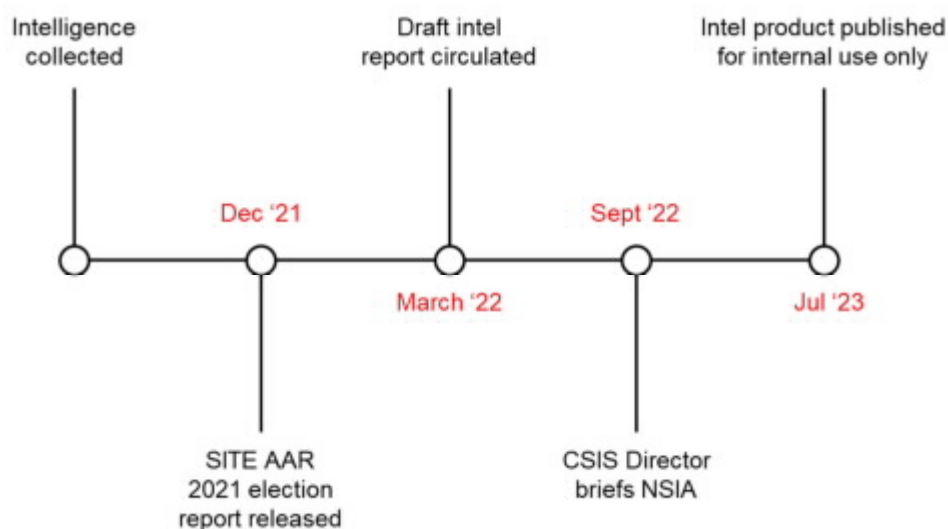 Intelligence
collected
Draft intel
report circulated
Intel product published
for internal use only
Dec ‘21
Sept ‘22
March ‘22
Jul ‘23
SITE AAR
2021 election
report released
CSIS Director
briefs NSIA